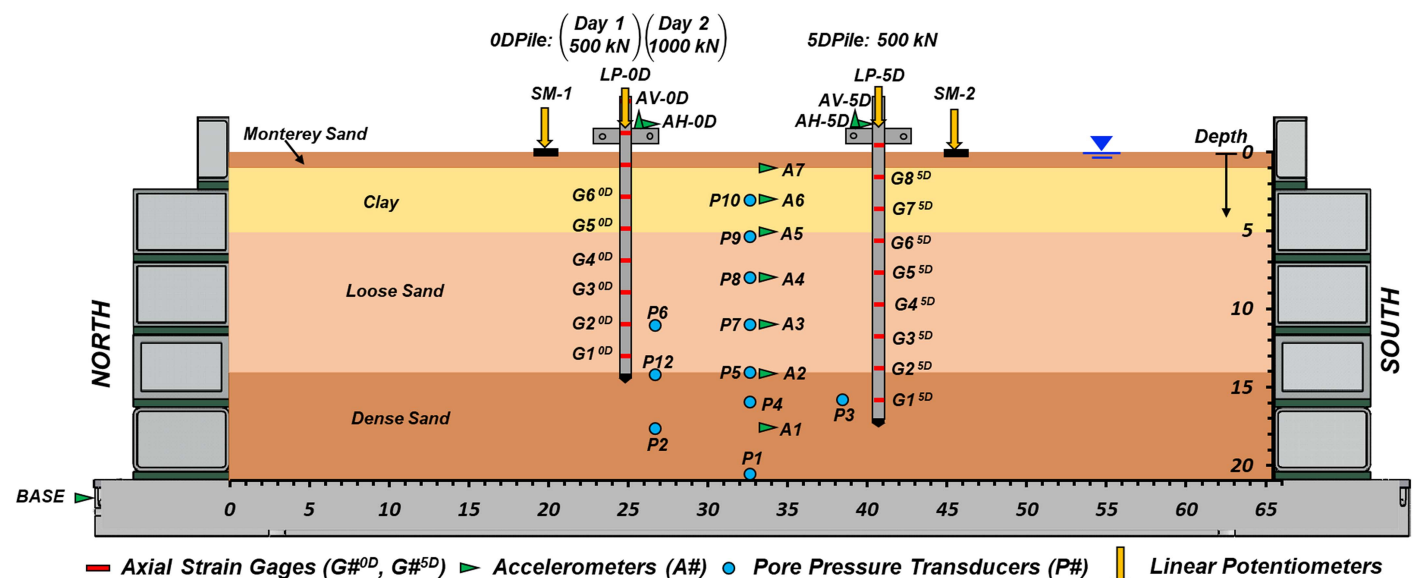 0DPile: (Day 1 500 kN) (Day 2 1000 kN)
5DPile: 500 kN
LP-0D
LP-5D
SM-1
AV-0D
AH-0D
AV-5D
AH-5D
SM-2
Monterey Sand
Depth
0
A7
G8 5D
G6 0D
Clay
P10
A6
G7 5D
G5 0D
P9
A5
G6 5D
5
G4 0D
P8
A4
G5 5D
G3 0D
Loose Sand
G4 5D
10
P6
G2 0D
P7
A3
G3 5D
NORTH
SOUTH
G1 0D
P12
P5
A2
G2 5D
15
P4
P3
G1 5D
Dense Sand
A1
P2
P1
20
BASE
0 5 10 15 20 25 30 35 40 45 50 55 60 65
Axial Strain Gages (G#0D, G#5D)
Accelerometers (A#)
Pore Pressure Transducers (P#)
Linear Potentiometers